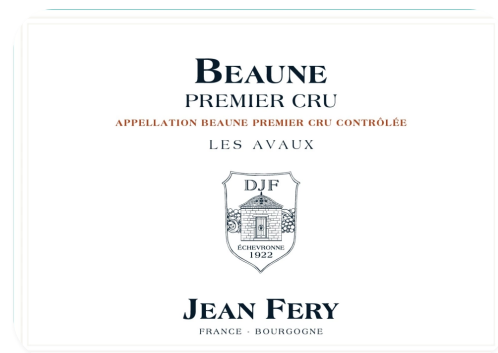 BEAUNE
PREMIER CRU
APPELLATION BEAUNE PREMIER CRU CONTRÔLÉE
LES AVAUX
DJF
ÉCHEVRONNE
1922
JEAN FERY
FRANCE · BOURGOGNE